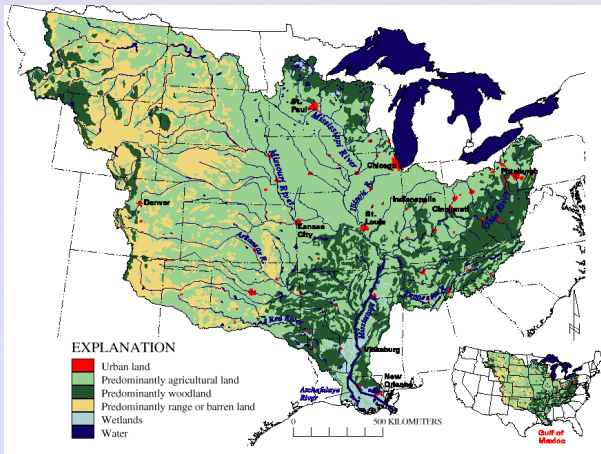 St.
Paul
Mississippi River
Chicago
Missouri River
Illinois R.
Indianapolis
Pittsburgh
Cincinnati
Ohio River
Denver
Kansas
City
St.
Louis
Arkansas R.
Tennessee R.
Mississippi
Red River
Vicksburg
New
Orleans
Atchafalaya
River
EXPLANATION
Urban land
Predominantly agricultural land
Predominantly woodland
Predominantly range or barren land
Wetlands
Water
0
500 KILOMETERS
Gulf of
Mexico